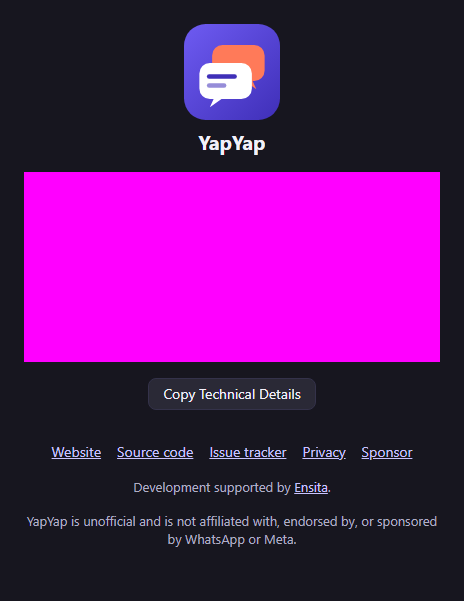 YapYap
Copy Technical Details
Website Source code Issue tracker Privacy Sponsor
Development supported by Ensita.
YapYap is unofficial and is not affiliated with, endorsed by, or sponsored
by WhatsApp or Meta.